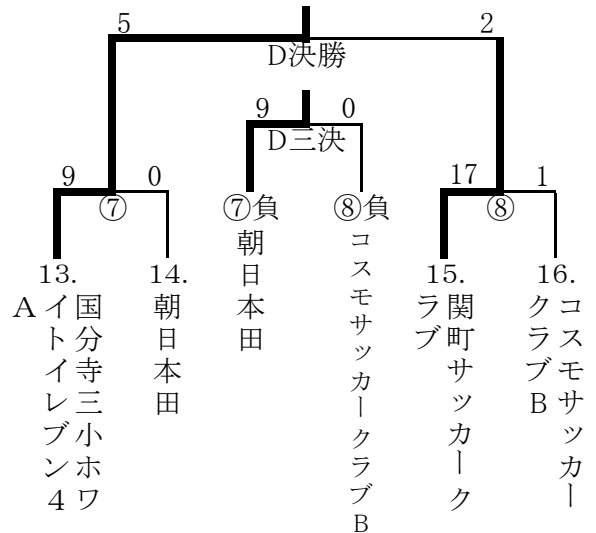 5
2
D決勝
9
0
D三決
9
0
17
1
⑦
⑦負
⑧負
⑧
朝日本田
コスモサッカークラブB
13.
14.
15.
16.
国分寺三小ホワ
イトイレブン4
A
朝日本田
関町サッカーク
ラブ
コスモサッカー
クラブB